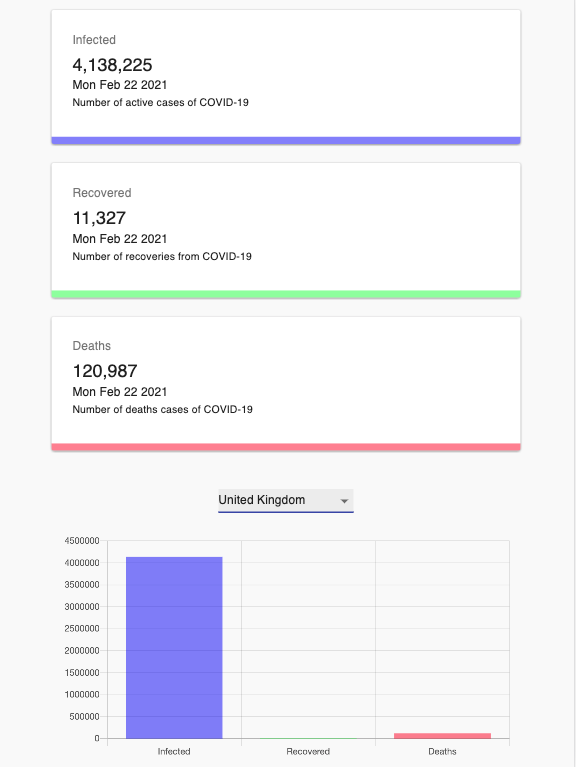 Infected
4,138,225
Mon Feb 22 2021
Number of active cases of COVID-19
Recovered
11,327
Mon Feb 22 2021
Number of recoveries from COVID-19
Deaths
120,987
Mon Feb 22 2021
Number of deaths cases of COVID-19
United Kingdom
4500000
4000000
3500000
3000000
2500000
2000000
1500000
1000000
500000
0
Infected Recovered Deaths